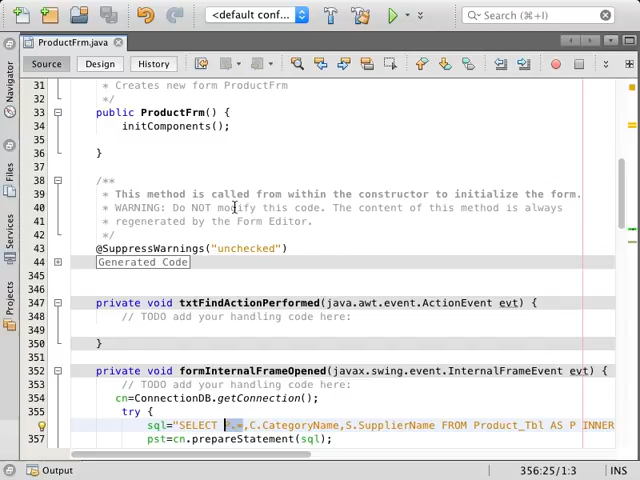 <default conf...
Search (⌘+I)
ProductFrm.java
Source
Design
History
Navigator
Files
Services
Projects
31 * Creates new form ProductFrm
32 */
33 public ProductFrm() {
34 initComponents();
35
36 }
37
38 /**
39 * This method is called from within the constructor to initialize the form.
40 * WARNING: Do NOT modify this code. The content of this method is always
41 * regenerated by the Form Editor.
42 */
43 @SuppressWarnings("unchecked")
44 Generated Code
345
346
347 private void txtFindActionPerformed(java.awt.event.ActionEvent evt) {
348 // TODO add your handling code here:
349
350 }
351
352 private void formInternalFrameOpened(javax.swing.event.InternalFrameEvent evt) {
353 // TODO add your handling code here:
354 cn=ConnectionDB.getConnection();
355 try {
sql="SELECT P.*,C.CategoryName,S.SupplierName FROM Product_Tbl AS P INNER
357 pst=cn.prepareStatement(sql);
Output
356:25/1:3
INS